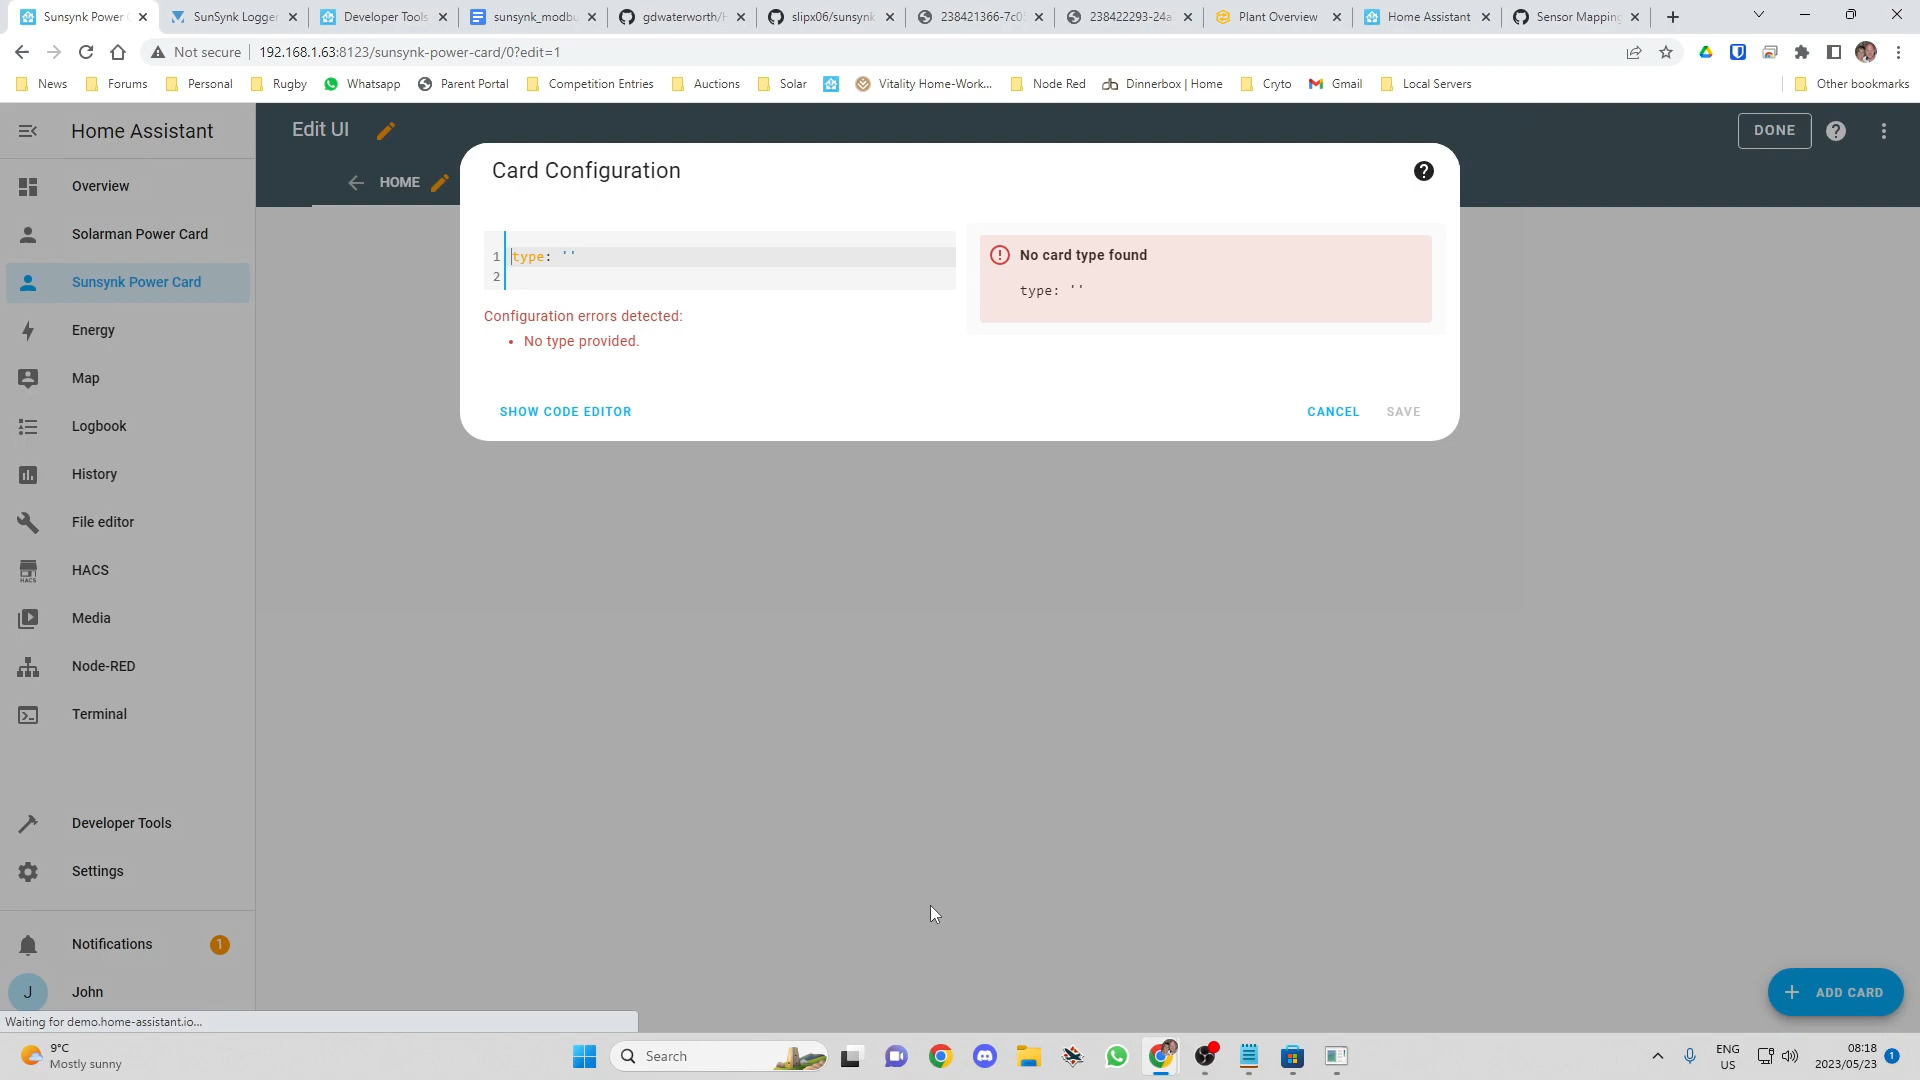 Sunsynk Power C
SunSynk Logger
Developer Tools
sunsynk_modbu
gdwaterworth/H
slipx06/sunsynk
238421366-7c0
238422293-24a
Plant Overview
Home Assistant
Sensor Mapping
Not secure
192.168.1.63:8123/sunsynk-power-card/0?edit=1
News
Forums
Personal
Rugby
Whatsapp
Parent Portal
Competition Entries
Auctions
Solar
Vitality Home-Work...
Node Red
Dinnerbox | Home
Cryto
Gmail
Local Servers
Other bookmarks
Home Assistant
Edit UI
DONE
HOME
Overview
Solarman Power Card
Sunsynk Power Card
Energy
Map
Logbook
History
File editor
HACS
HACS
Media
Node-RED
Terminal
Developer Tools
Settings
Notifications
1
J
John
Card Configuration
1 type: ''
2
Configuration errors detected:
• No type provided.
No card type found
type: ''
SHOW CODE EDITOR
CANCEL
SAVE
+ ADD CARD
Waiting for demo.home-assistant.io...
9°C
Mostly sunny
Search
ENG
US
08:18
2023/05/23
1